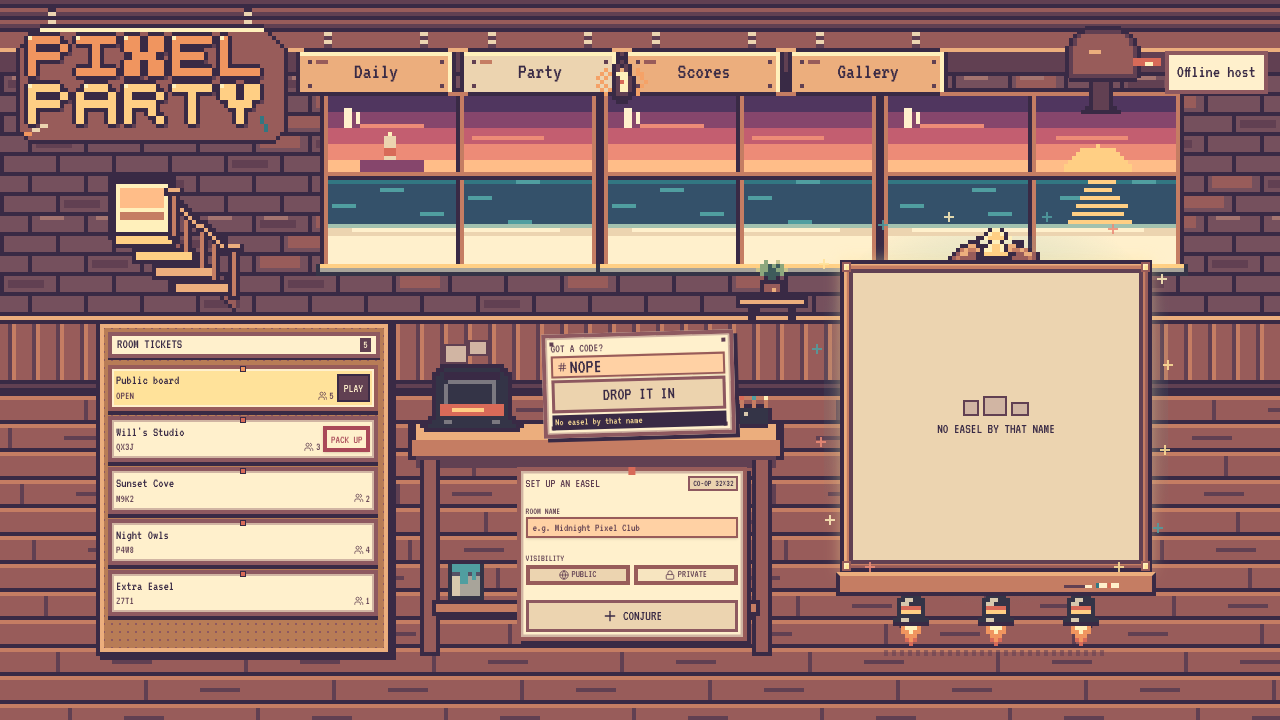 PIXEL
PARTY
Daily
Party
Scores
Gallery
Offline host
ROOM TICKETS
5
Public board
OPEN
5
PLAY
Will's Studio
QX3J
3
PACK UP
Sunset Cove
M9K2
2
Night Owls
P4W8
4
Extra Easel
Z7T1
1
GOT A CODE?
# NOPE
DROP IT IN
No easel by that name
SET UP AN EASEL
CO-OP 32×32
ROOM NAME
e.g. Midnight Pixel Club
VISIBILITY
PUBLIC
PRIVATE
+ CONJURE
NO EASEL BY THAT NAME